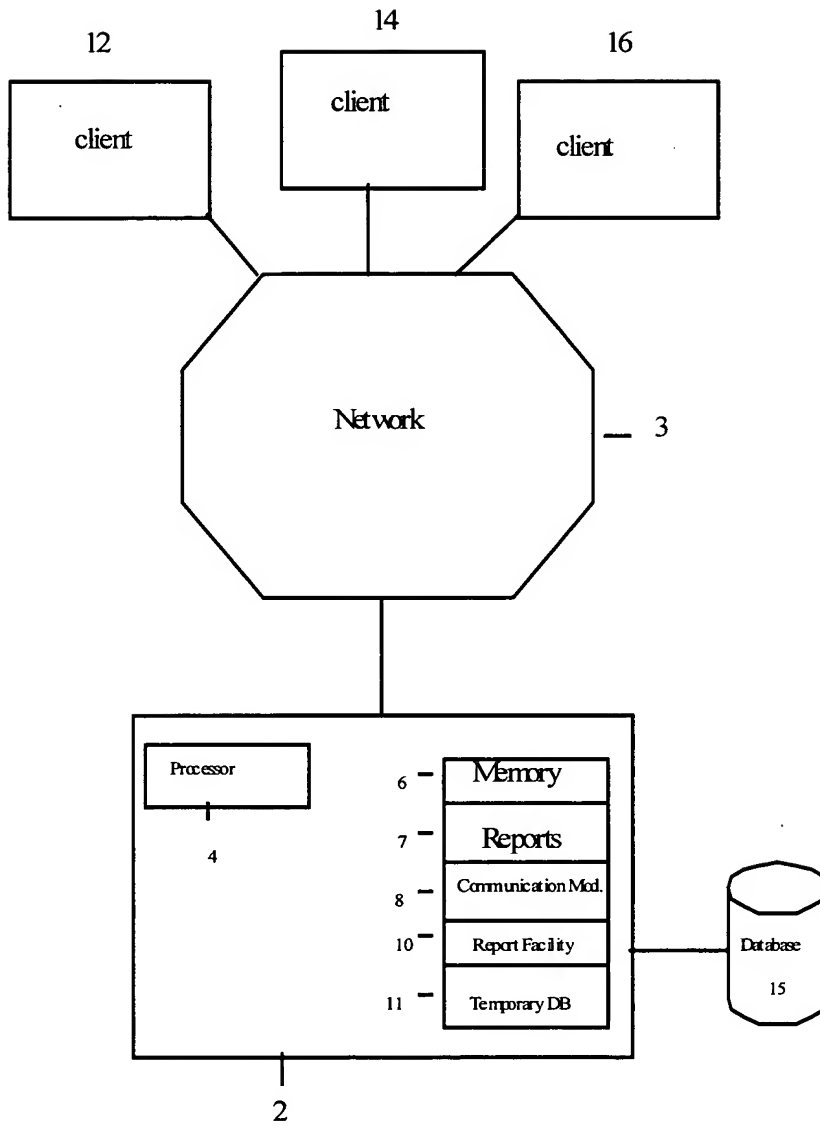 12
14
16
client
client
client
Network
3
Processor
4
6
Memory
7
Reports
8
Communication Mod.
10
Report Facility
11
Temporary DB
Database
15
2